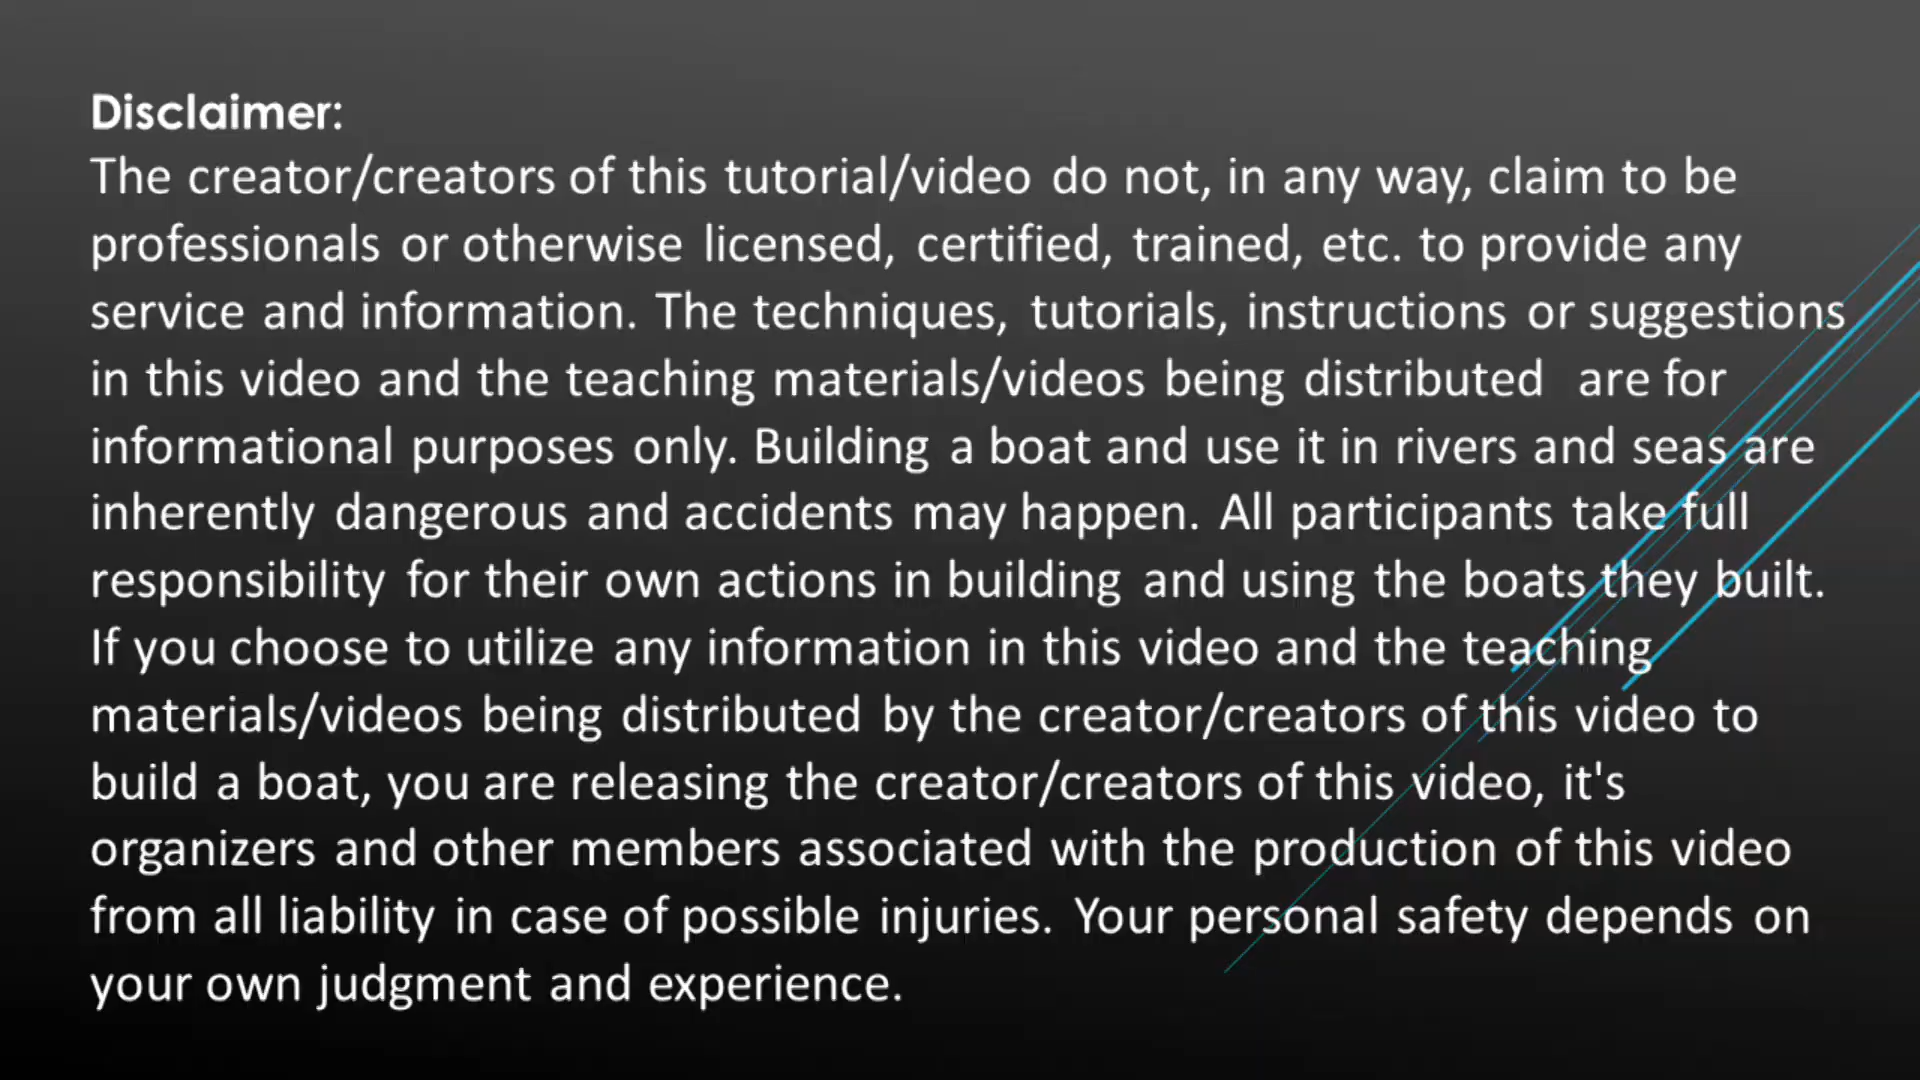 Disclaimer:
The creator/creators of this tutorial/video do not, in any way, claim to be
professionals or otherwise licensed, certified, trained, etc. to provide any
service and information. The techniques, tutorials, instructions or suggestions
in this video and the teaching materials/videos being distributed are for
informational purposes only. Building a boat and use it in rivers and seas are
inherently dangerous and accidents may happen. All participants take full
responsibility for their own actions in building and using the boats they built.
If you choose to utilize any information in this video and the teaching
materials/videos being distributed by the creator/creators of this video to
build a boat, you are releasing the creator/creators of this video, it's
organizers and other members associated with the production of this video
from all liability in case of possible injuries. Your personal safety depends on
your own judgment and experience.